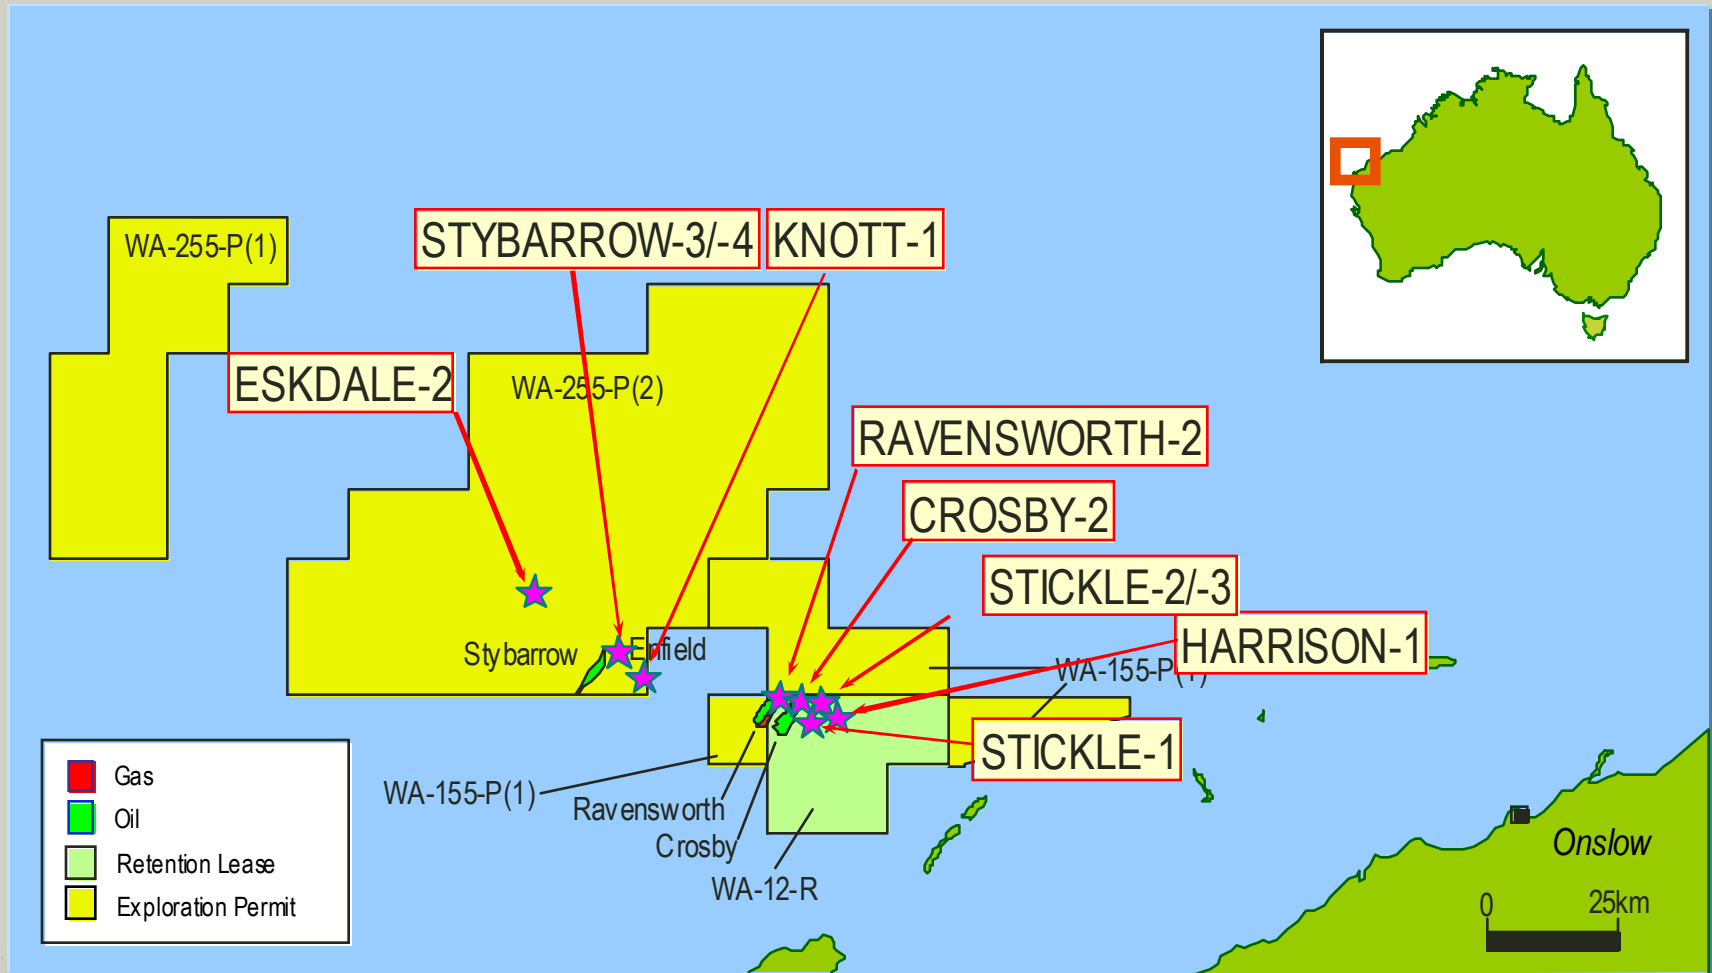 WA-255-P(1)
STYBARROW-3/-4
KNOTT-1
ESKDALE-2
WA-255-P(2)
RAVENSWORTH-2
CROSBY-2
STICKLE-2/-3
HARRISON-1
Stybarrow
Enfield
WA-155-P(1)
STICKLE-1
WA-155-P(1)
Ravensworth
Crosby
WA-12-R
Gas
Oil
Retention Lease
Exploration Permit
Onslow
0 25km